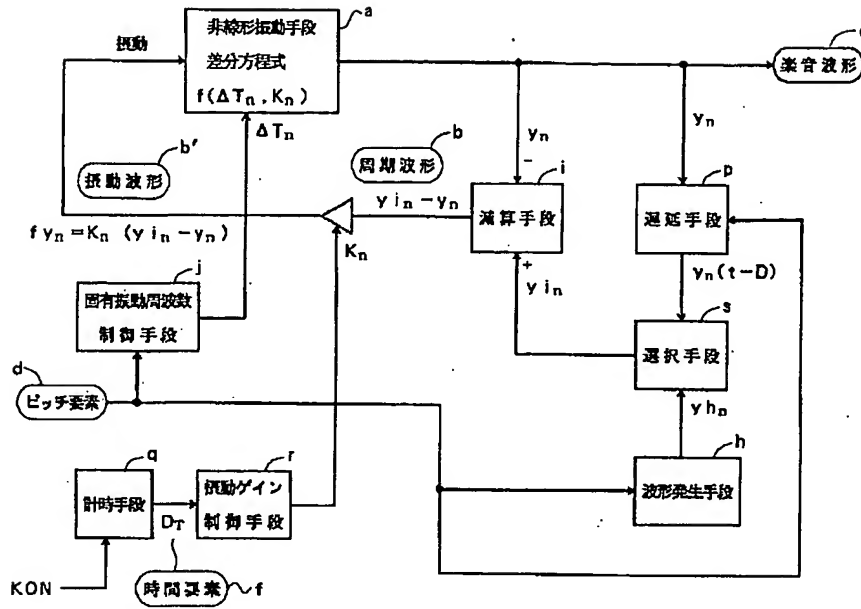 摂動
非線形振動手段
差分方程式
f(ΔTn, Kn)
a
楽音波形
ΔTn
b'
摂動波形
b
周期波形
yn
−
i
減算手段
yn
p
遅延手段
yin−yn
fyn=Kn (yin−yn)
Kn
+
yin
yn(t−D)
s
選択手段
j
固有振動周波数
制御手段
d
ピッチ要素
yhn
h
波形発生手段
q
計時手段
DT
r
摂動ゲイン
制御手段
KON
時間要素
f